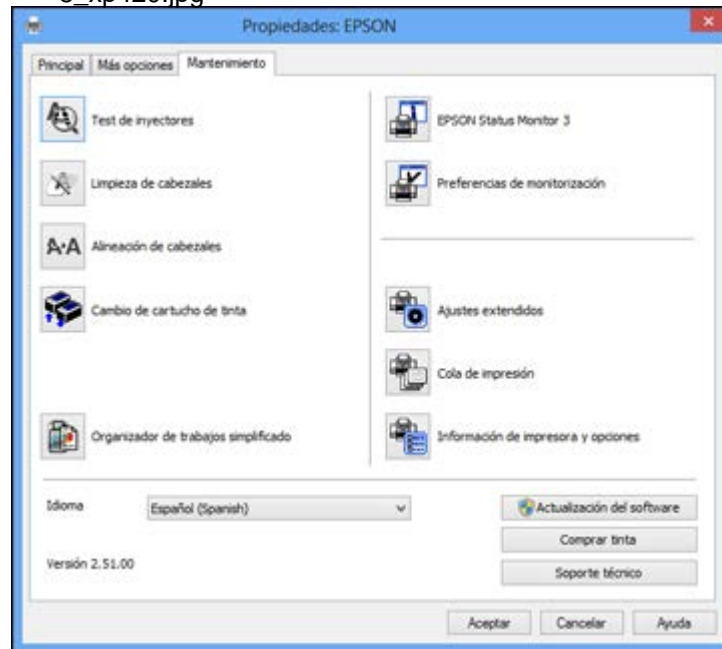 Propiedades: EPSON
Principal
Más opciones
Mantenimiento
Test de inyectores
Limpieza de cabezales
A·A
Alineación de cabezales
Cambio de cartucho de tinta
Organizador de trabajos simplificado
EPSON Status Monitor 3
Preferencias de monitorización
Ajustes extendidos
Cola de impresión
Información de impresora y opciones
Idioma
Español (Spanish)
Versión 2.51.00
Actualización del software
Comprar tinta
Soporte técnico
Aceptar
Cancelar
Ayuda